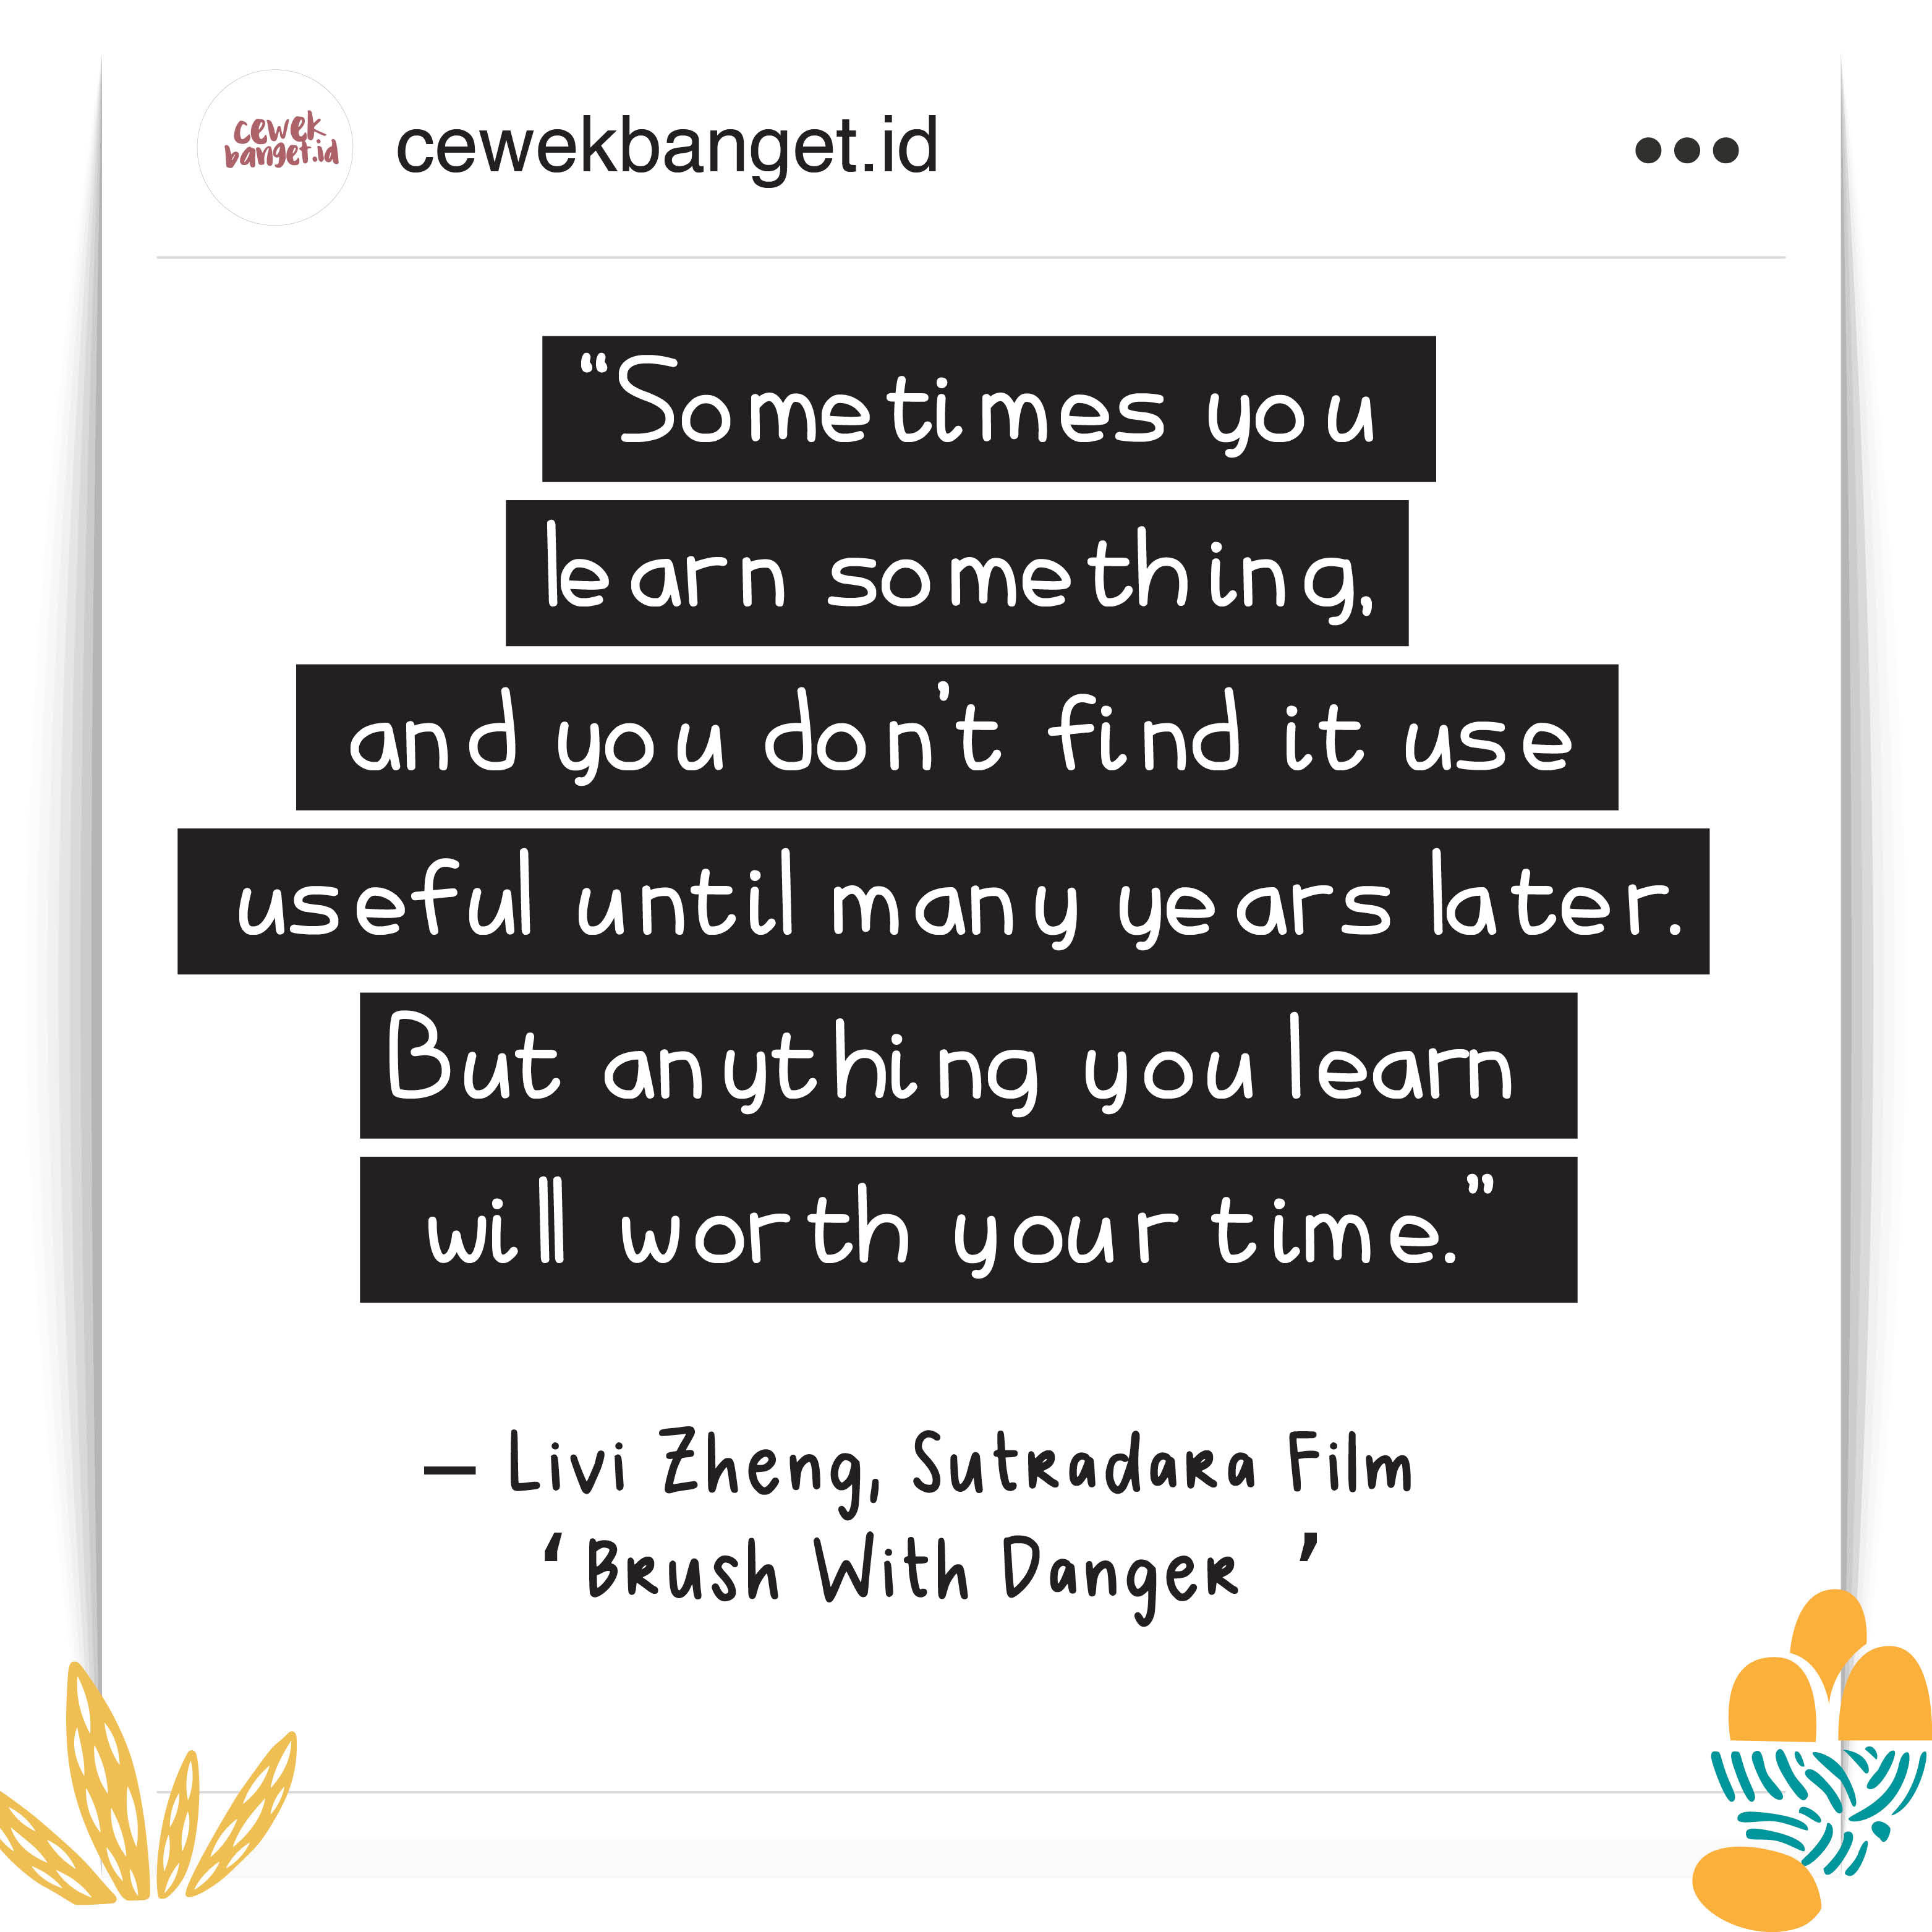 cewek
banget.id
cewekbanget.id
“Sometimes you
learn something,
and you don't find it use
useful until many years later.
But anything you learn
will worth your time.”
— Livi Zheng, Sutradara Film
‘ Brush With Danger ’